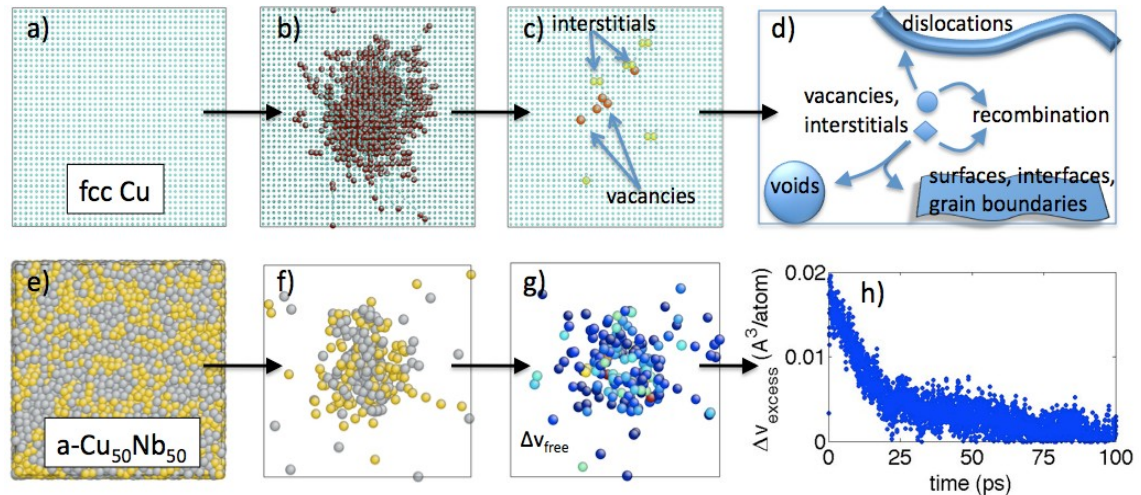 a)
fcc Cu
b)
c)
interstitials
vacancies
d)
dislocations
vacancies,
interstitials
recombination
voids
surfaces, interfaces,
grain boundaries
e)
a-Cu50Nb50
f)
g)
Δvfree
h)
Δvexcess (A3/atom)
0.02
0.01
0
0 25 50 75 100
time (ps)